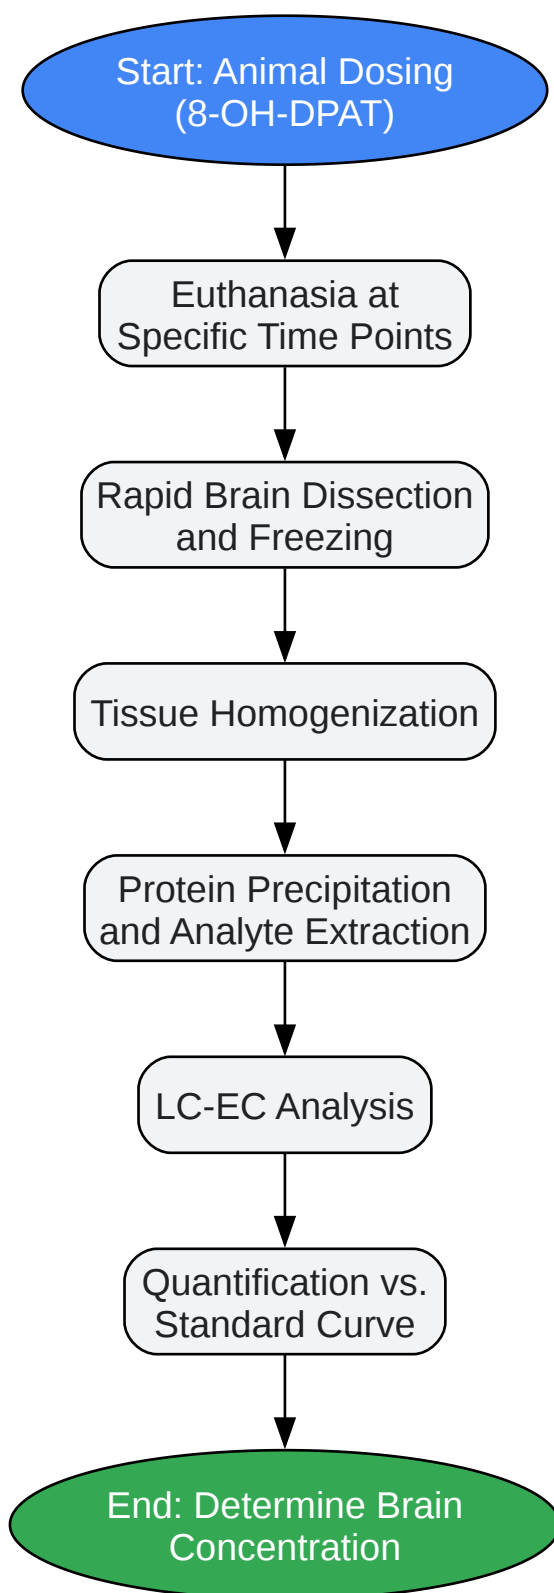 Start: Animal Dosing
(8-OH-DPAT)
Euthanasia at
Specific Time Points
Rapid Brain Dissection
and Freezing
Tissue Homogenization
Protein Precipitation
and Analyte Extraction
LC-EC Analysis
Quantification vs.
Standard Curve
End: Determine Brain
Concentration